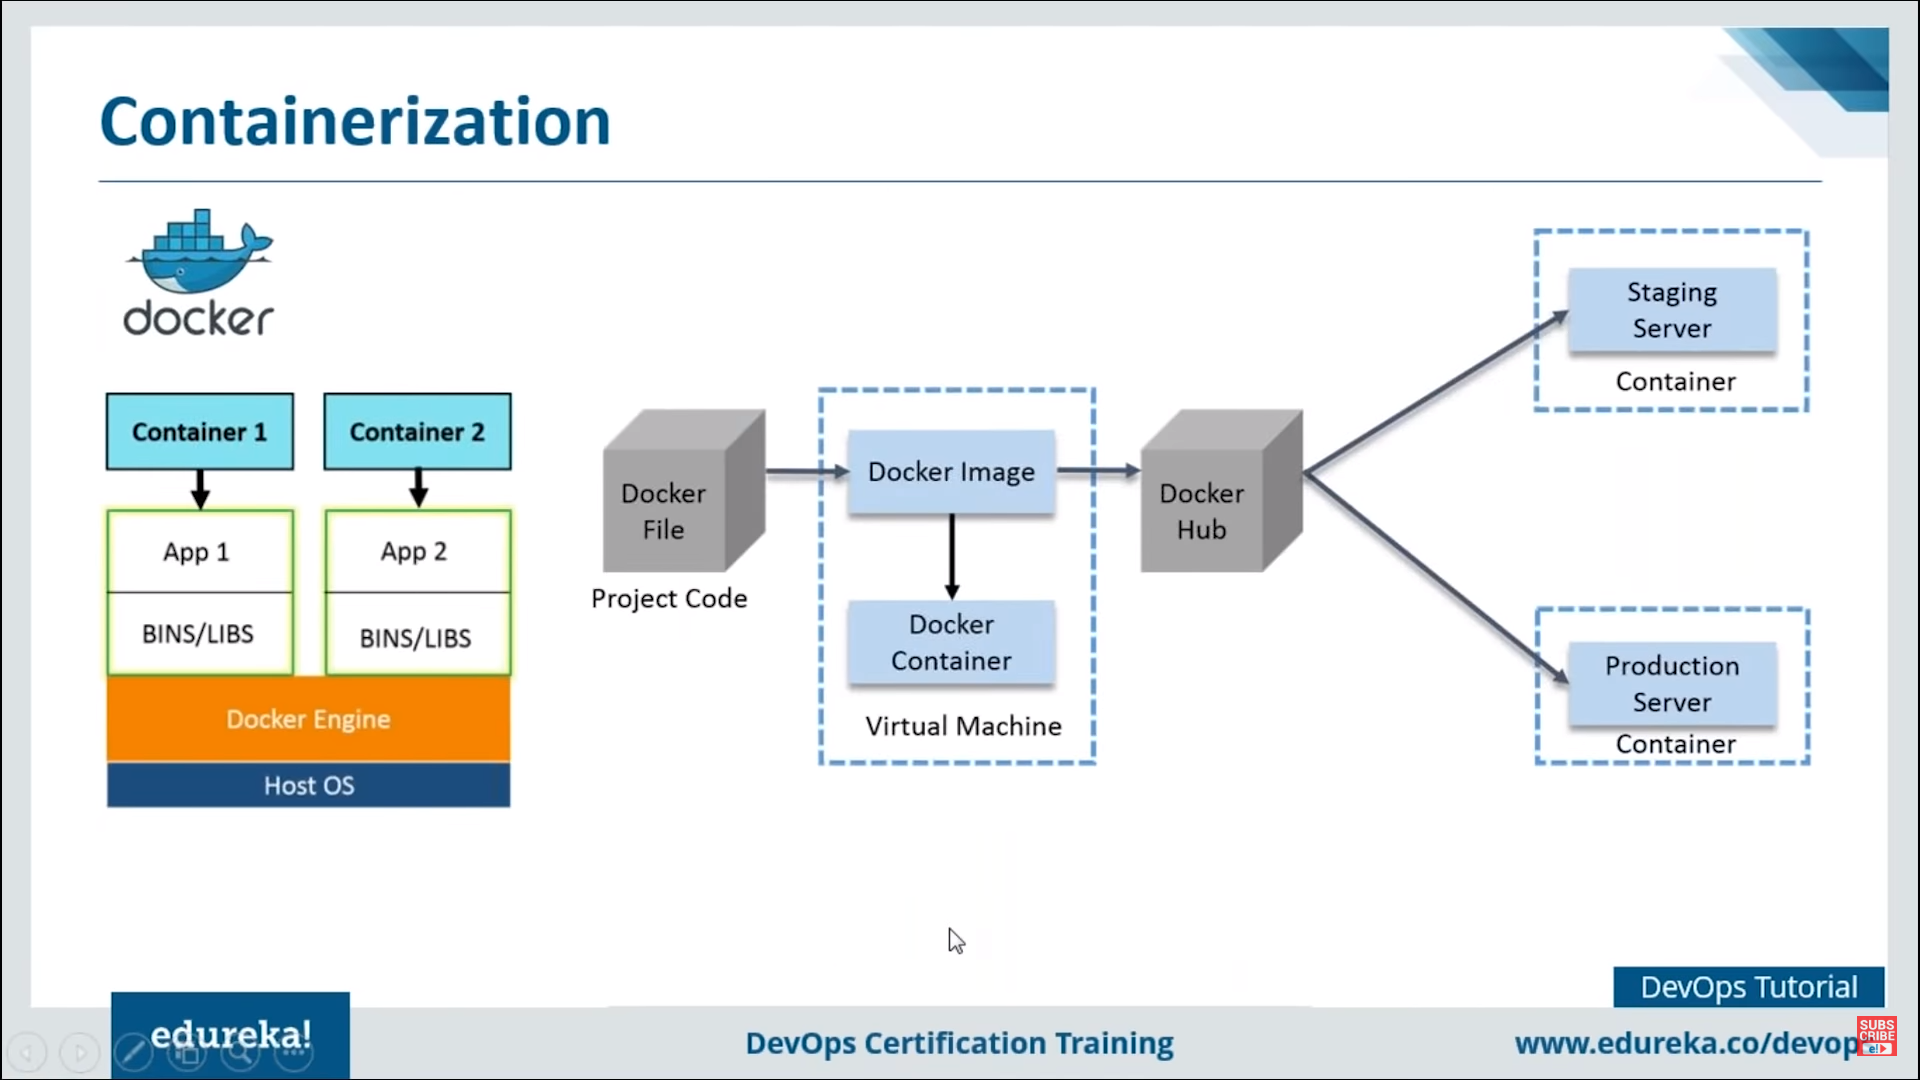 Containerization
docker
Container 1
Container 2
App 1
BINS/LIBS
App 2
BINS/LIBS
Docker Engine
Host OS
Docker
File
Project Code
Docker Image
Docker
Container
Virtual Machine
Docker
Hub
Staging
Server
Container
Production
Server
Container
DevOps Tutorial
edureka!
DevOps Certification Training
www.edureka.co/devop
SUBS
CRIBE
e!